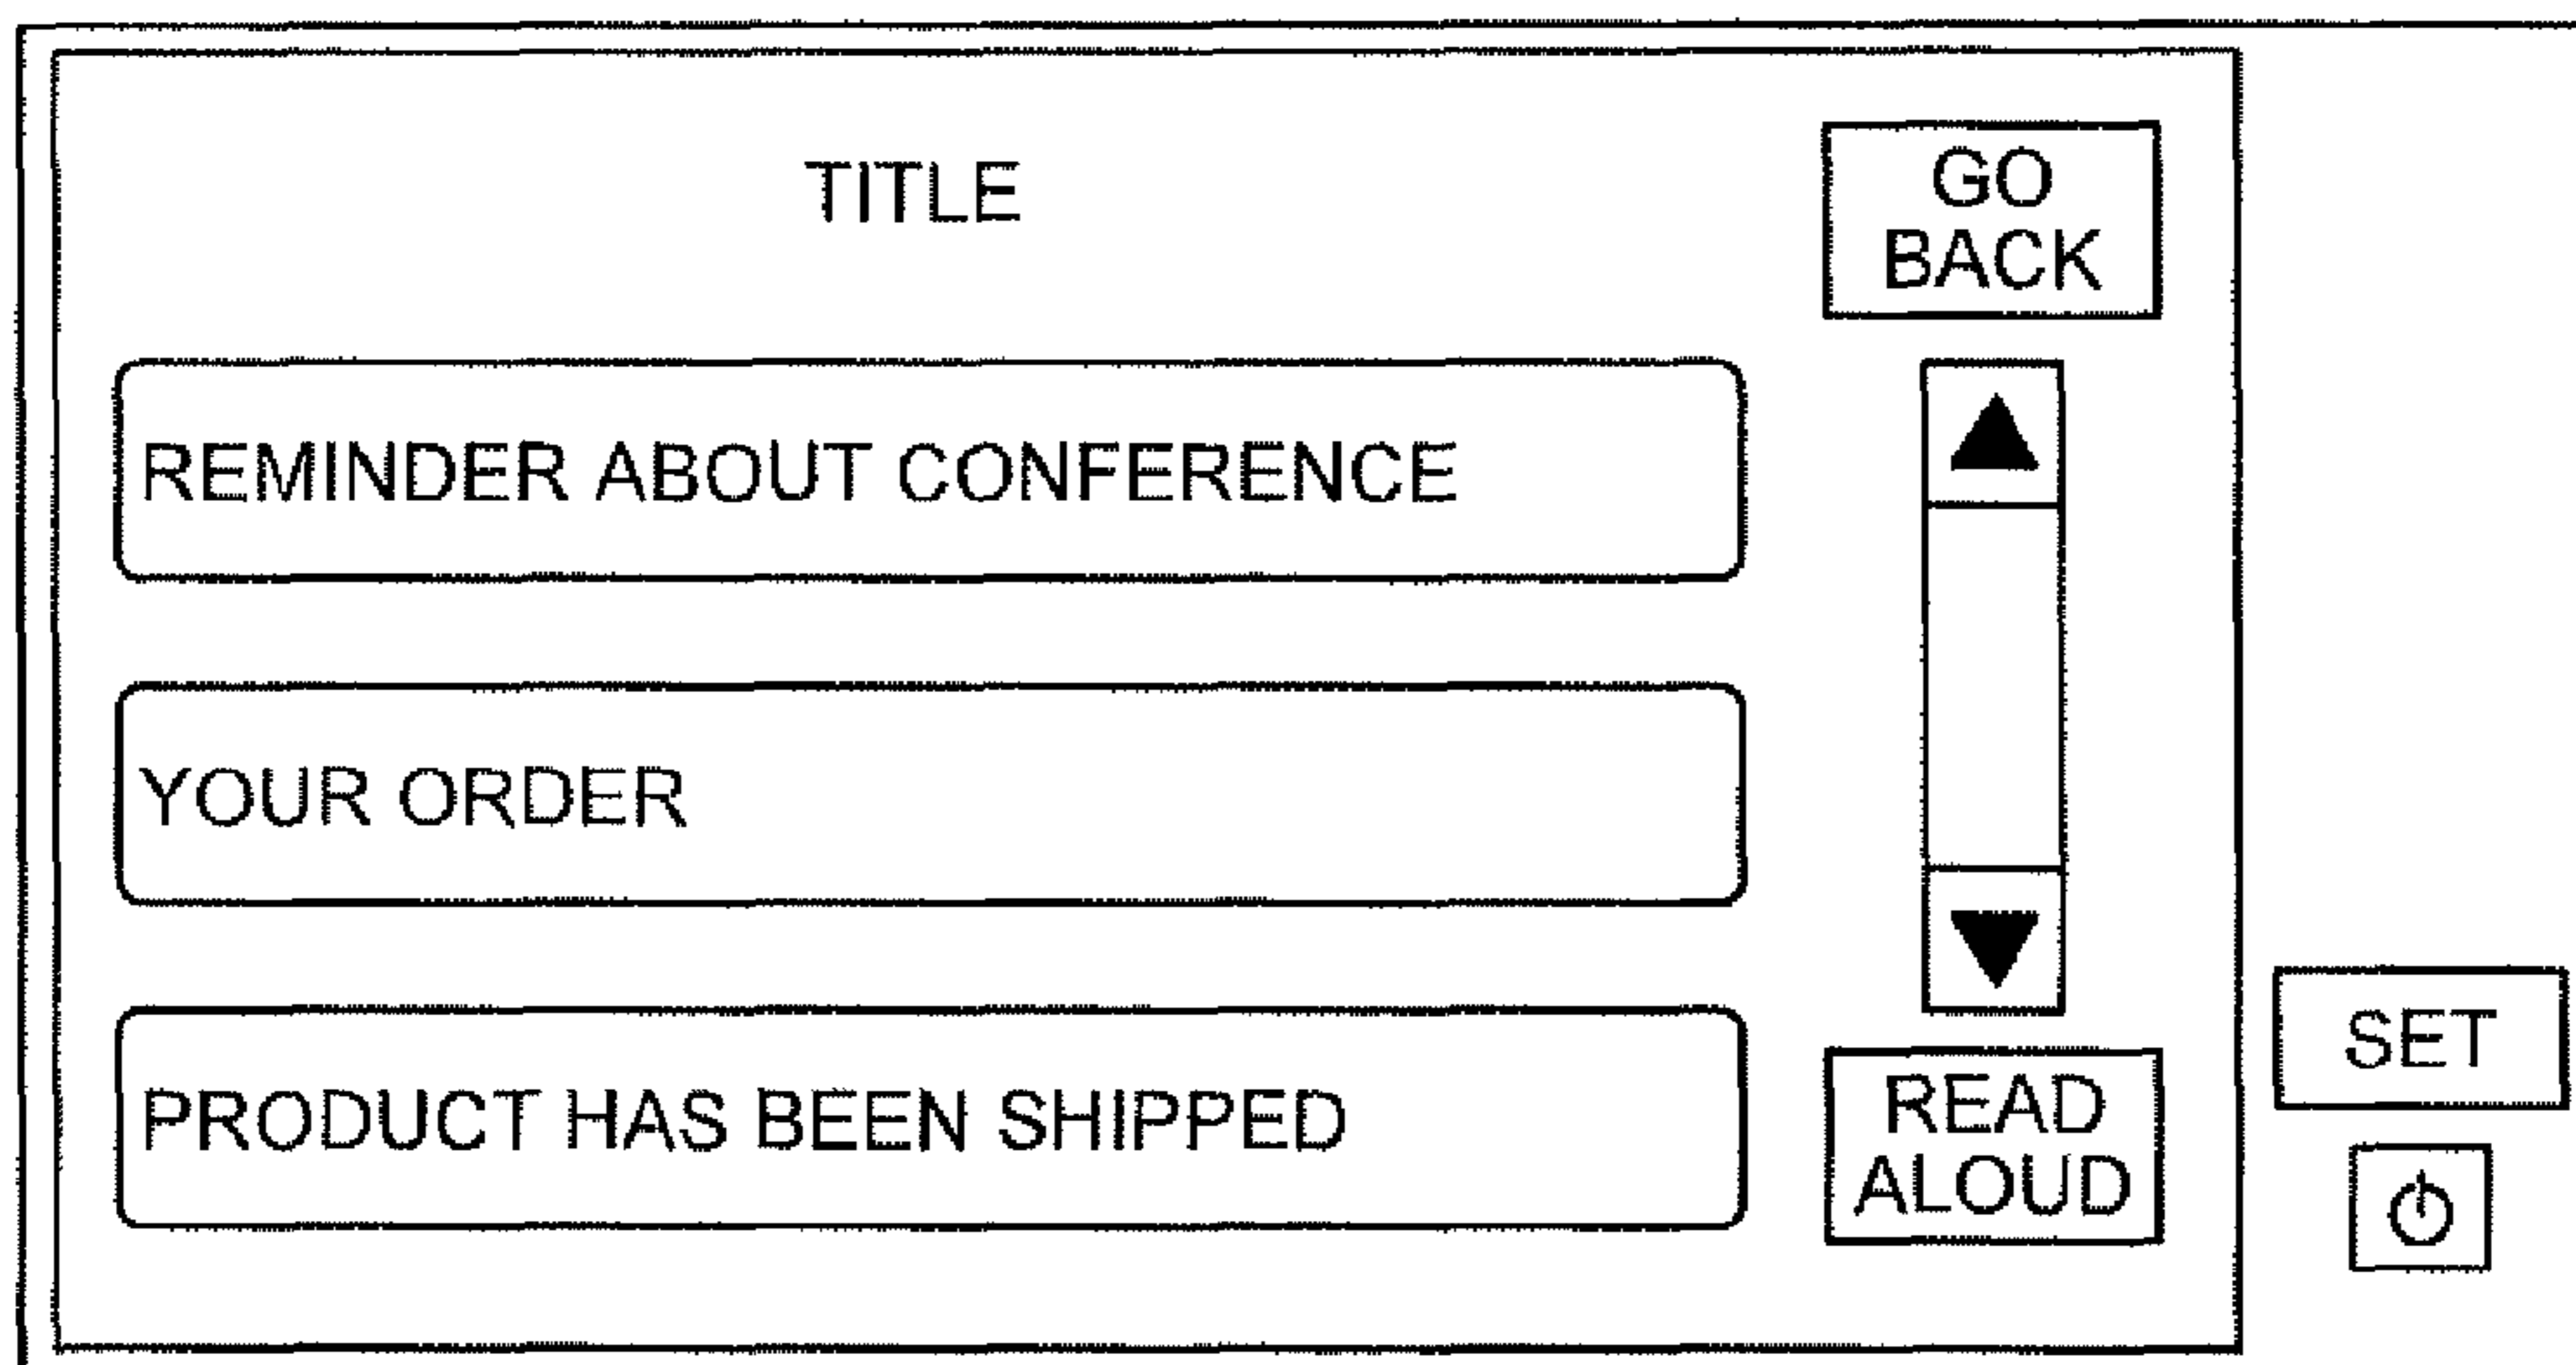 TITLE
GO
BACK
REMINDER ABOUT CONFERENCE
YOUR ORDER
PRODUCT HAS BEEN SHIPPED
READ
ALOUD
SET